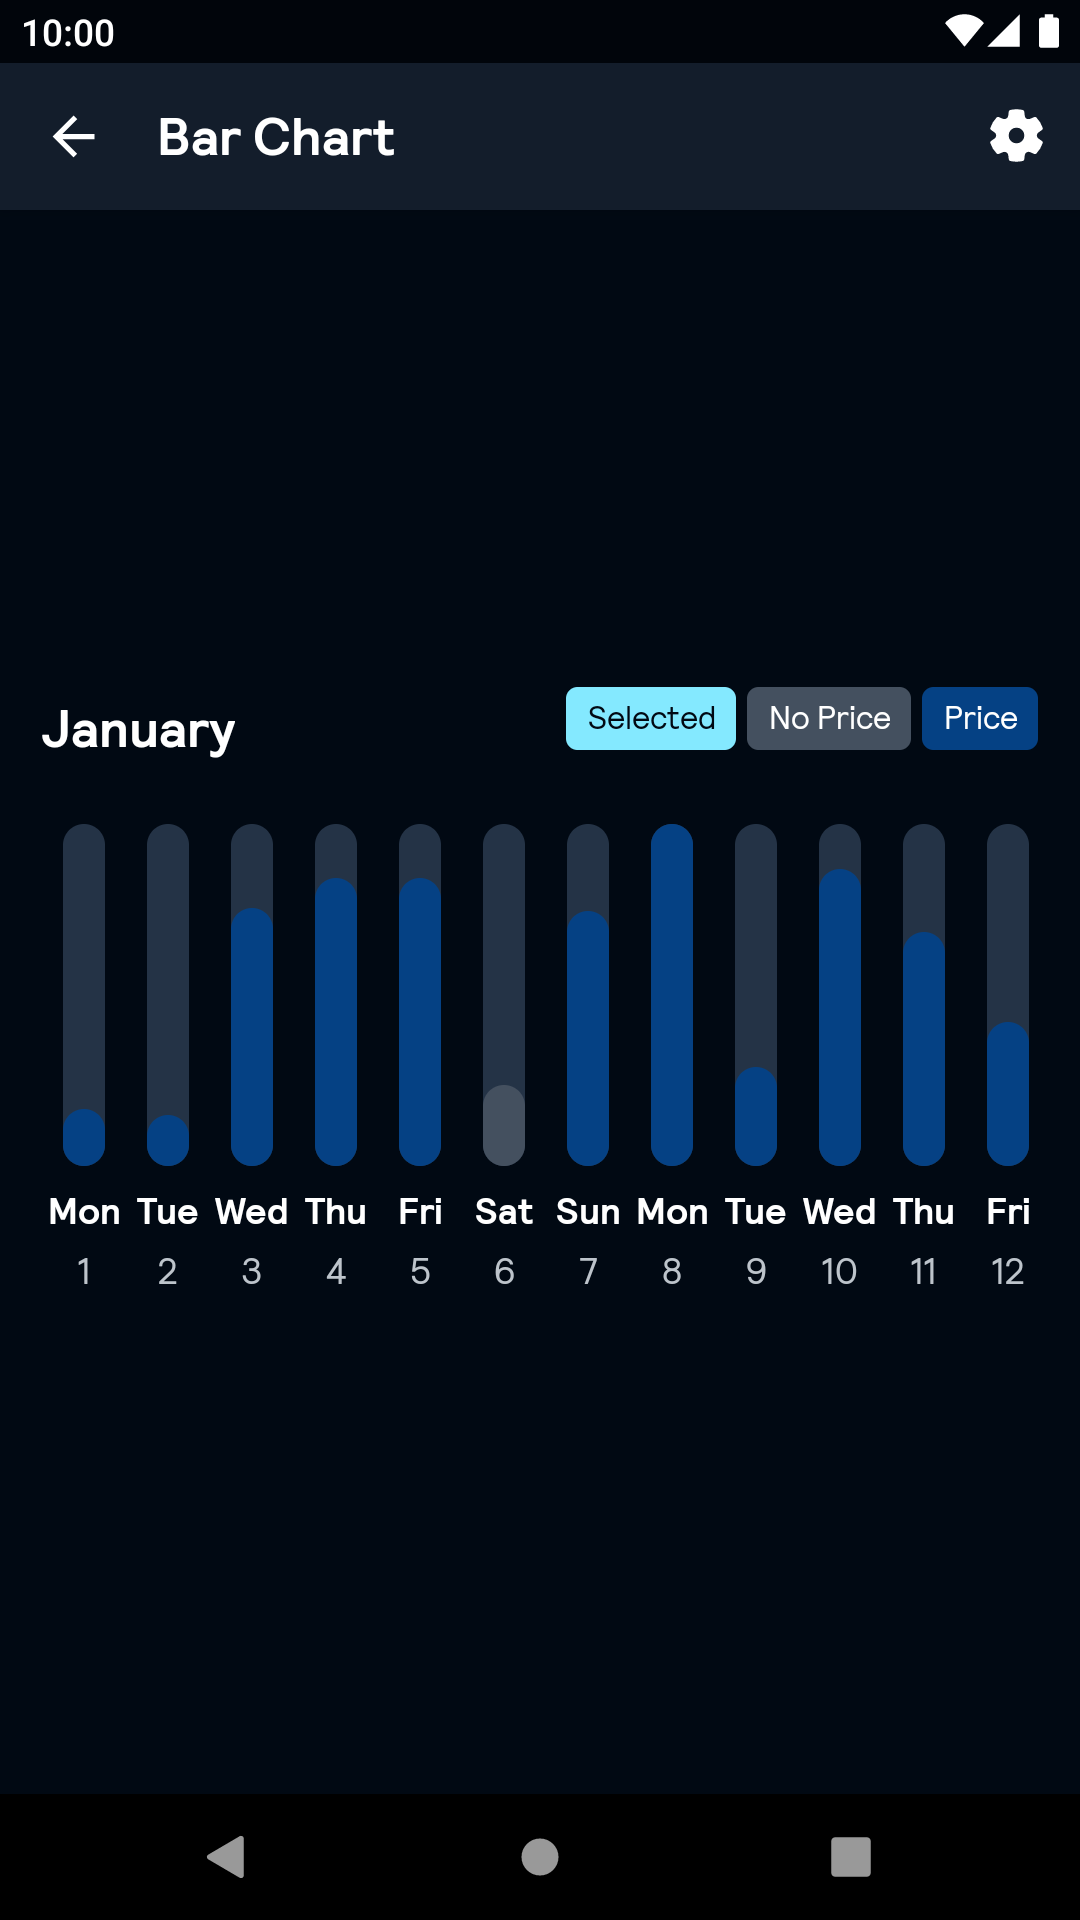 10:00
Bar Chart
January
Selected No Price Price
Mon Tue Wed Thu Fri Sat Sun Mon Tue Wed Thu Fri
1 2 3 4 5 6 7 8 9 10 11 12